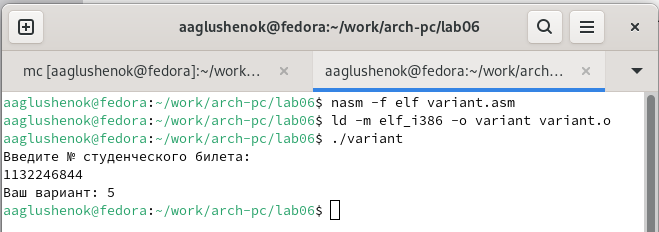 aaglushenok@fedora:~/work/arch-pc/lab06
mc [aaglushenok@fedora]:~/work...
aaglushenok@fedora:~/work/arch-pc...
aaglushenok@fedora:~/work/arch-pc/lab06$ nasm -f elf variant.asm
aaglushenok@fedora:~/work/arch-pc/lab06$ ld -m elf_i386 -o variant variant.o
aaglushenok@fedora:~/work/arch-pc/lab06$ ./variant
Введите № студенческого билета:
1132246844
Ваш вариант: 5
aaglushenok@fedora:~/work/arch-pc/lab06$